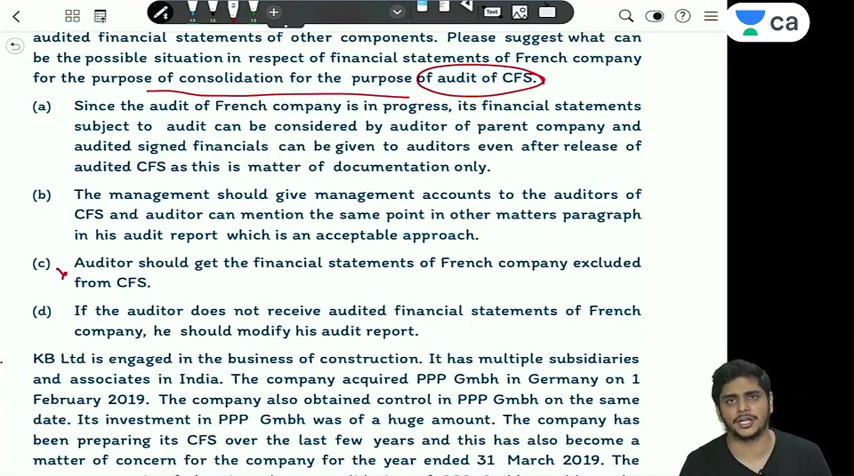 Text
ca
audited financial statements of other components. Please suggest what can
be the possible situation in respect of financial statements of French company
for the purpose of consolidation for the purpose of audit of CFS.
(a) Since the audit of French company is in progress, its financial statements
subject to audit can be considered by auditor of parent company and
audited signed financials can be given to auditors even after release of
audited CFS as this is matter of documentation only.
(b) The management should give management accounts to the auditors of
CFS and auditor can mention the same point in other matters paragraph
in his audit report which is an acceptable approach.
(c) Auditor should get the financial statements of French company excluded
from CFS.
(d) If the auditor does not receive audited financial statements of French
company, he should modify his audit report.
KB Ltd is engaged in the business of construction. It has multiple subsidiaries
and associates in India. The company acquired PPP Gmbh in Germany on 1
February 2019. The company also obtained control in PPP Gmbh on the same
date. Its investment in PPP Gmbh was of a huge amount. The company has
been preparing its CFS over the last few years and this has also become a
matter of concern for the company for the year ended 31 March 2019. The